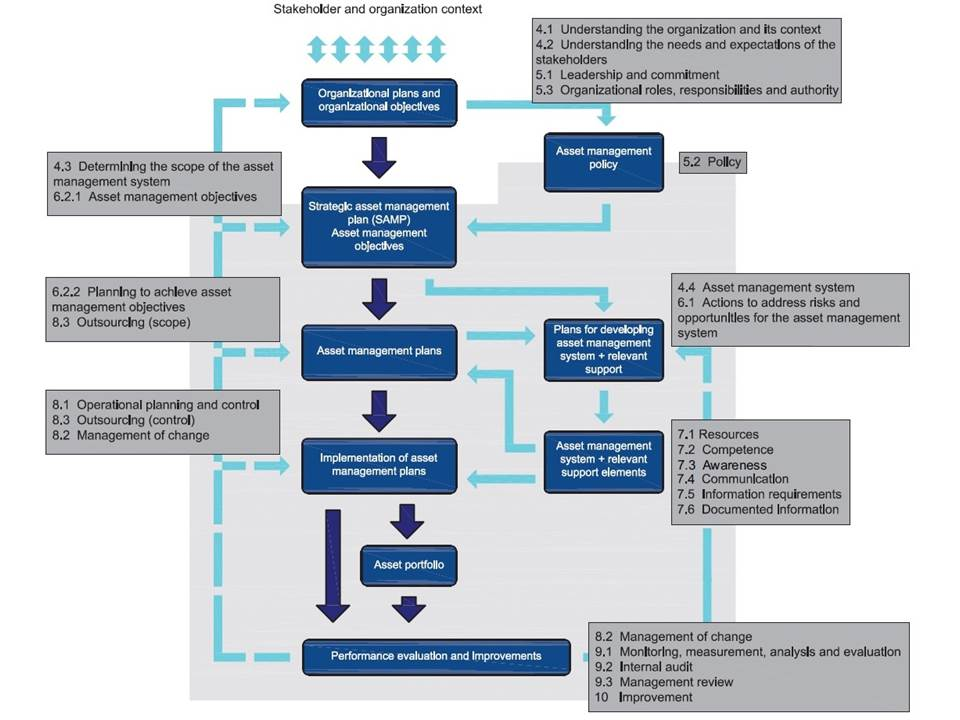 Stakeholder and organization context
4.1 Understanding the organization and its context
4.2 Understanding the needs and expectations of the
stakeholders
5.1 Leadership and commitment
5.3 Organizational roles, responsibilities and authority
Organizational plans and
organizational objectives
Asset management
policy
5.2 Policy
4.3 Determining the scope of the asset
management system
6.2.1 Asset management objectives
Strategic asset management
plan (SAMP)
Asset management
objectives
6.2.2 Planning to achieve asset
management objectives
8.3 Outsourcing (scope)
4.4 Asset management system
6.1 Actions to address risks and
opportunities for the asset management
system
Asset management plans
Plans for developing
asset management
system + relevant
support
8.1 Operational planning and control
8.3 Outsourcing (control)
8.2 Management of change
Implementation of asset
management plans
Asset management
system + relevant
support elements
7.1 Resources
7.2 Competence
7.3 Awareness
7.4 Communication
7.5 Information requirements
7.6 Documented Information
Asset portfolio
Performance evaluation and Improvements
8.2 Management of change
9.1 Monitoring, measurement, analysis and evaluation
9.2 Internal audit
9.3 Management review
10 Improvement